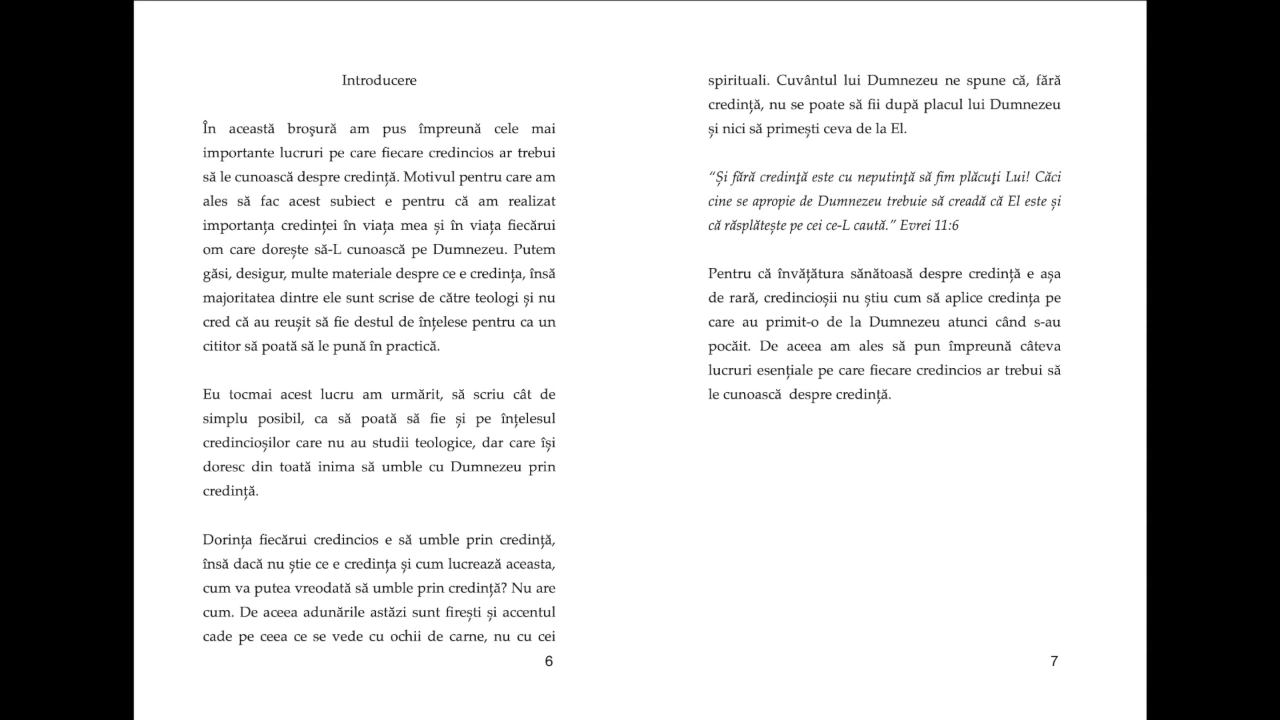 Introducere
În această broşură am pus împreună cele mai
importante lucruri pe care fiecare credincios ar trebui
să le cunoască despre credință. Motivul pentru care am
ales să fac acest subiect e pentru că am realizat
importanța credinței în viața mea și în viața fiecărui
om care dorește să-L cunoască pe Dumnezeu. Putem
găsi, desigur, multe materiale despre ce e credința, însă
majoritatea dintre ele sunt scrise de către teologi și nu
cred că au reușit să fie destul de înțelese pentru ca un
cititor să poată să le pună în practică.
Eu tocmai acest lucru am urmărit, să scriu cât de
simplu posibil, ca să poată să fie și pe înțelesul
credincioșilor care nu au studii teologice, dar care își
doresc din toată inima să umble cu Dumnezeu prin
credință.
Dorința fiecărui credincios e să umble prin credință,
însă dacă nu știe ce e credința și cum lucrează aceasta,
cum va putea vreodată să umble prin credință? Nu are
cum. De aceea adunările astăzi sunt firești și accentul
cade pe ceea ce se vede cu ochii de carne, nu cu cei
6
spirituali. Cuvântul lui Dumnezeu ne spune că, fără
credință, nu se poate să fii după placul lui Dumnezeu
și nici să primești ceva de la El.
“Și fără credinţă este cu neputinţă să fim plăcuţi Lui! Căci
cine se apropie de Dumnezeu trebuie să creadă că El este și
că răsplătește pe cei ce-L caută.” Evrei 11:6
Pentru că învățătura sănătoasă despre credință e așa
de rară, credincioșii nu știu cum să aplice credința pe
care au primit-o de la Dumnezeu atunci când s-au
pocăit. De aceea am ales să pun împreună câteva
lucruri esențiale pe care fiecare credincios ar trebui să
le cunoască despre credință.
7